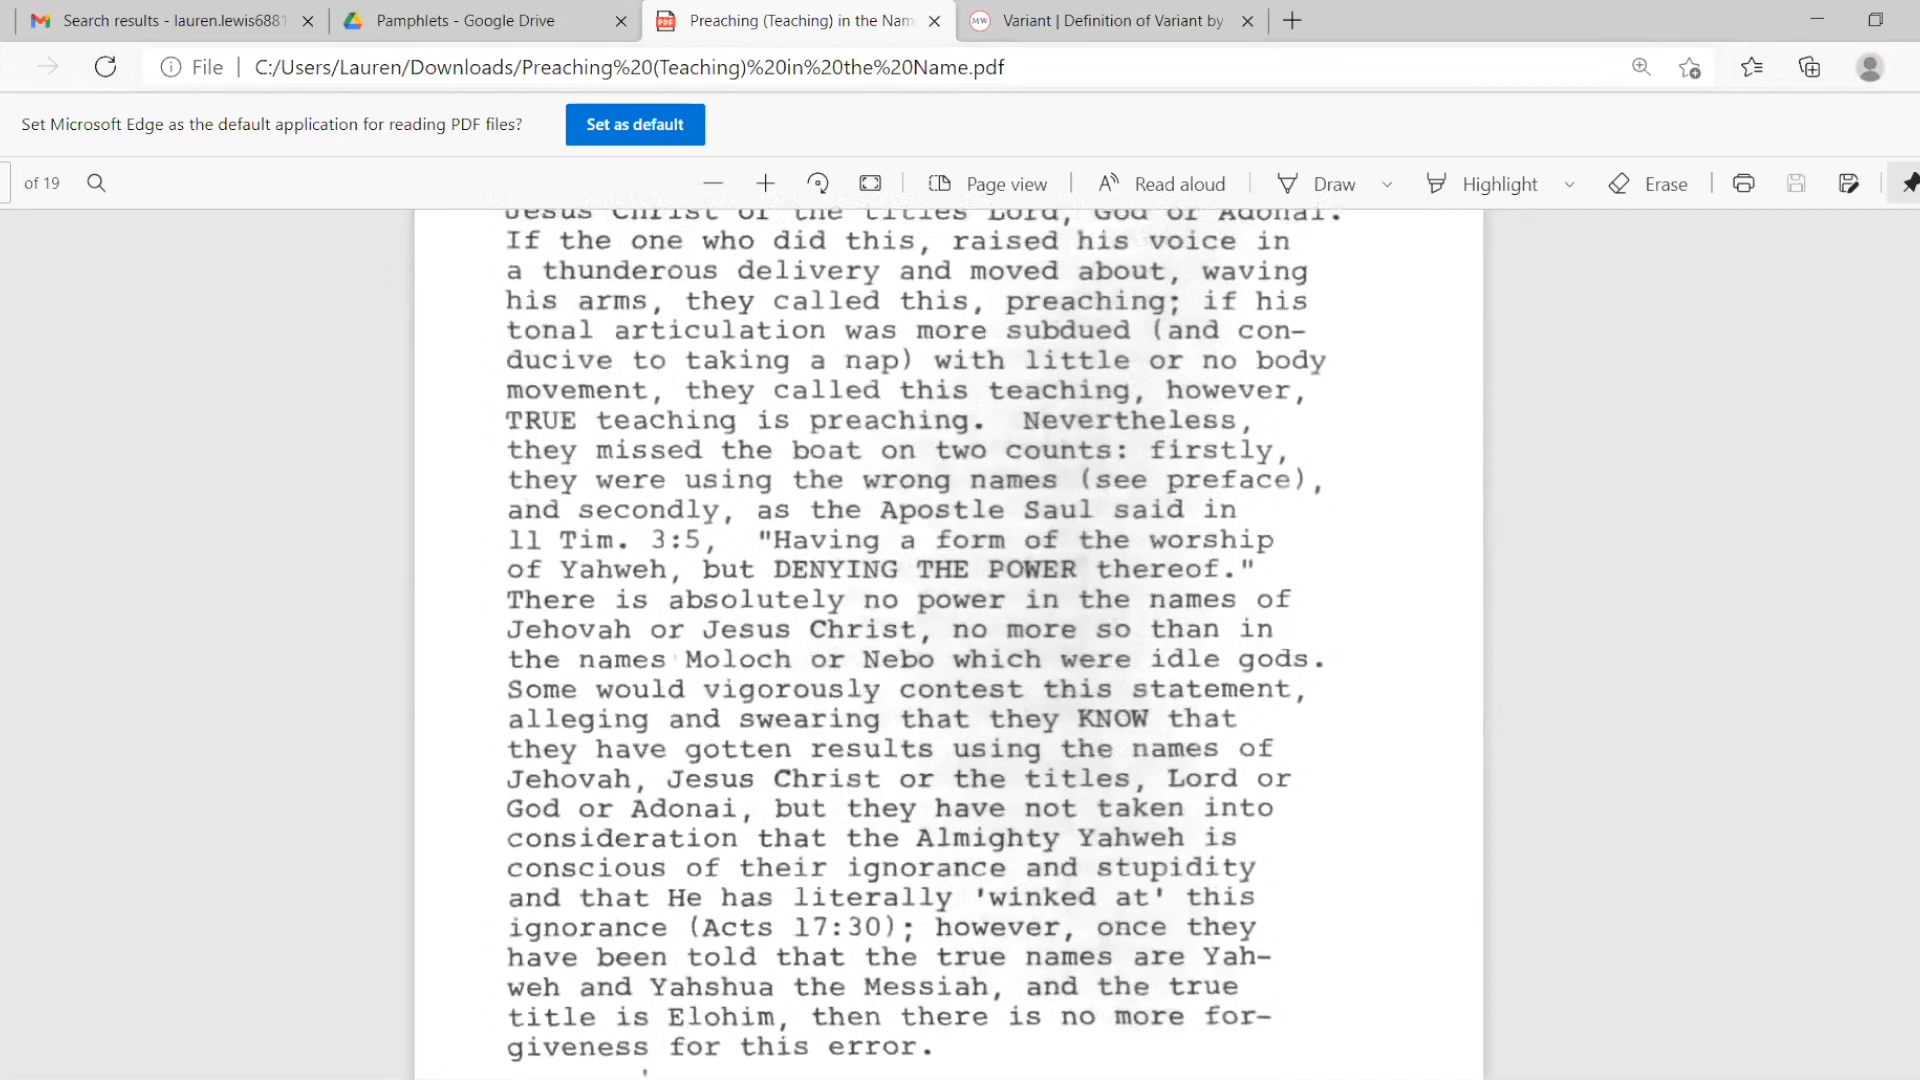 Search results - lauren.lewis6881
Pamphlets - Google Drive
Preaching (Teaching) in the Nam
Variant | Definition of Variant by
File
C:/Users/Lauren/Downloads/Preaching%20(Teaching)%20in%20the%20Name.pdf
Set Microsoft Edge as the default application for reading PDF files?
Set as default
of 19
Page view
Read aloud
Draw
Highlight
Erase
Jesus Christ or the titles Lord, God or Adonai.
If the one who did this, raised his voice in
a thunderous delivery and moved about, waving
his arms, they called this, preaching; if his
tonal articulation was more subdued (and con-
ducive to taking a nap) with little or no body
movement, they called this teaching, however,
TRUE teaching is preaching. Nevertheless,
they missed the boat on two counts: firstly,
they were using the wrong names (see preface),
and secondly, as the Apostle Saul said in
ll Tim. 3:5, "Having a form of the worship
of Yahweh, but DENYING THE POWER thereof."
There is absolutely no power in the names of
Jehovah or Jesus Christ, no more so than in
the names Moloch or Nebo which were idle gods.
Some would vigorously contest this statement,
alleging and swearing that they KNOW that
they have gotten results using the names of
Jehovah, Jesus Christ or the titles, Lord or
God or Adonai, but they have not taken into
consideration that the Almighty Yahweh is
conscious of their ignorance and stupidity
and that He has literally 'winked at' this
ignorance (Acts 17:30); however, once they
have been told that the true names are Yah-
weh and Yahshua the Messiah, and the true
title is Elohim, then there is no more for-
giveness for this error.